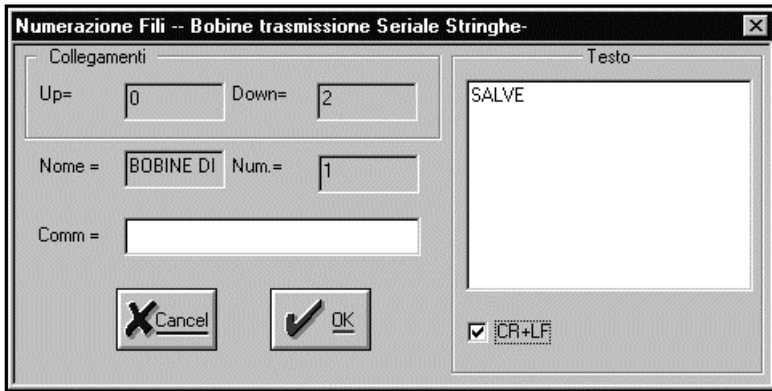 Numerazione Fili -- Bobine trasmissione Seriale Stringhe-
Collegamenti
Up= 0 Down= 2
Nome = BOBINE DI Num.= 1
Comm =
Cancel OK
Testo
SALVE
CR+LF